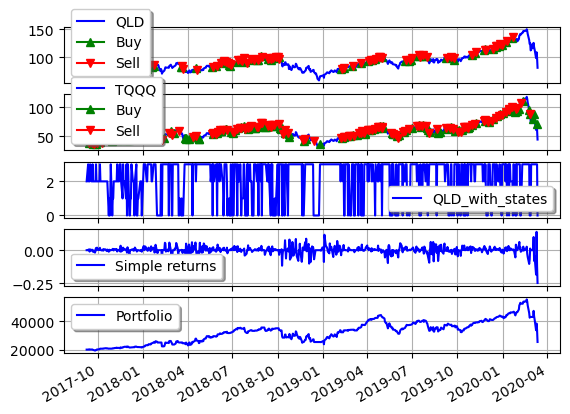 150
100
QLD
Buy
Sell
100
50
TQQQ
Buy
Sell
2
0
QLD_with_states
0.00
−0.25
Simple returns
40000
20000
Portfolio
2017-10 2018-01 2018-04 2018-07 2018-10 2019-01 2019-04 2019-07 2019-10 2020-01 2020-04